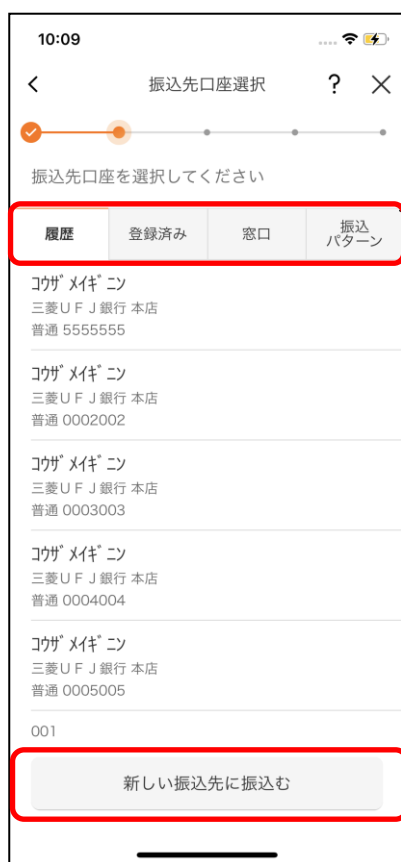 10:09
振込先口座選択 ?
振込先口座を選択してください
履歴 登録済み 窓口 振込
パターン
コウザ゛メイギ゛ニン
三菱ＵＦＪ銀行 本店
普通 5555555
コウザ゛メイギ゛ニン
三菱ＵＦＪ銀行 本店
普通 0002002
コウザ゛メイギ゛ニン
三菱ＵＦＪ銀行 本店
普通 0003003
コウザ゛メイギ゛ニン
三菱ＵＦＪ銀行 本店
普通 0004004
コウザ゛メイギ゛ニン
三菱ＵＦＪ銀行 本店
普通 0005005
001
新しい振込先に振込む